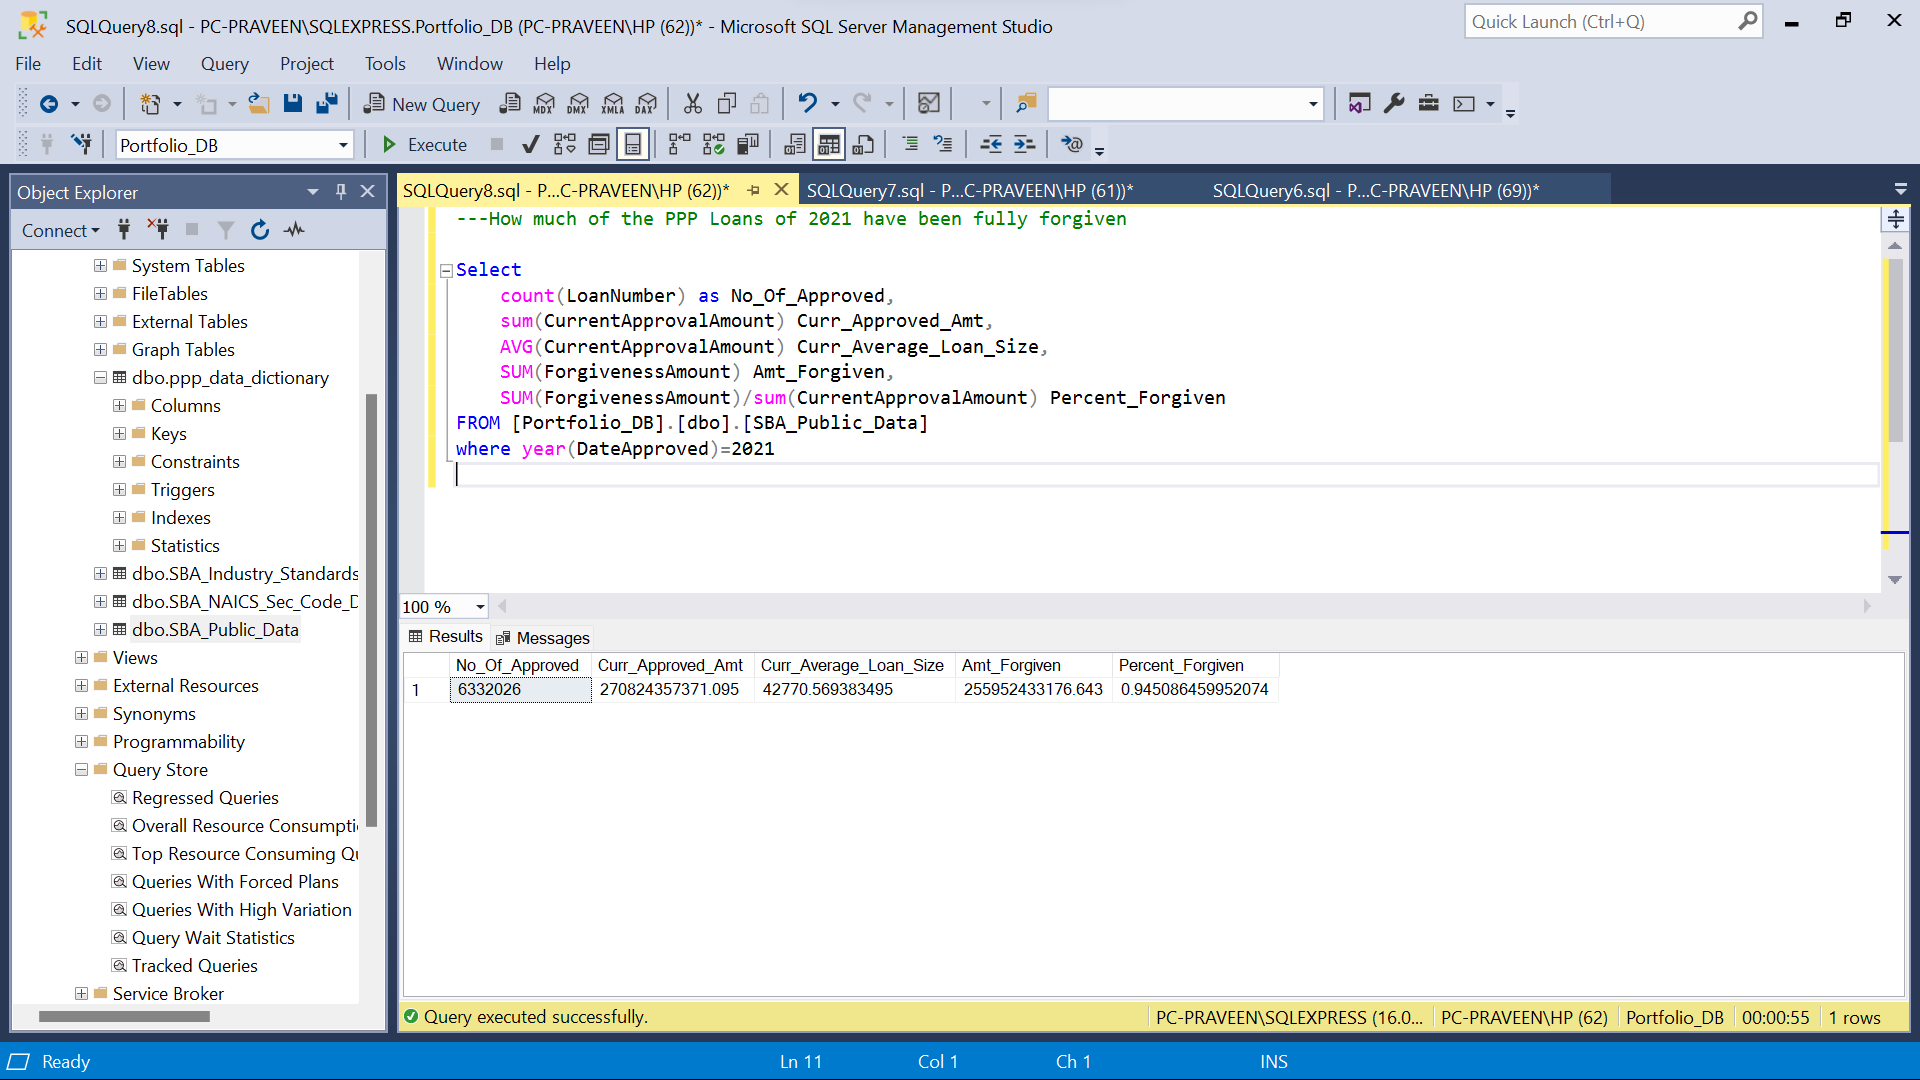 SQLQuery8.sql - PC-PRAVEEN\SQLEXPRESS.Portfolio_DB (PC-PRAVEEN\HP (62))* - Microsoft SQL Server Management Studio
Quick Launch (Ctrl+Q)
File Edit View Query Project Tools Window Help
New Query MDX DMX XMLA DAX
Portfolio_DB Execute
Object Explorer
Connect
System Tables
FileTables
External Tables
Graph Tables
dbo.ppp_data_dictionary
Columns
Keys
Constraints
Triggers
Indexes
Statistics
dbo.SBA_Industry_Standards
dbo.SBA_NAICS_Sec_Code_D
dbo.SBA_Public_Data
Views
External Resources
Synonyms
Programmability
Query Store
Regressed Queries
Overall Resource Consumpti
Top Resource Consuming Qu
Queries With Forced Plans
Queries With High Variation
Query Wait Statistics
Tracked Queries
Service Broker
SQLQuery8.sql - P...C-PRAVEEN\HP (62))* SQLQuery7.sql - P...C-PRAVEEN\HP (61))* SQLQuery6.sql - P...C-PRAVEEN\HP (69))*
---How much of the PPP Loans of 2021 have been fully forgiven
Select
count(LoanNumber) as No_Of_Approved,
sum(CurrentApprovalAmount) Curr_Approved_Amt,
AVG(CurrentApprovalAmount) Curr_Average_Loan_Size,
SUM(ForgivenessAmount) Amt_Forgiven,
SUM(ForgivenessAmount)/sum(CurrentApprovalAmount) Percent_Forgiven
FROM [Portfolio_DB].[dbo].[SBA_Public_Data]
where year(DateApproved)=2021
100 %
Results Messages
No_Of_Approved Curr_Approved_Amt Curr_Average_Loan_Size Amt_Forgiven Percent_Forgiven
1 6332026 270824357371.095 42770.569383495 255952433176.643 0.945086459952074
Query executed successfully. PC-PRAVEEN\SQLEXPRESS (16.0... PC-PRAVEEN\HP (62) Portfolio_DB 00:00:55 1 rows
Ready Ln 11 Col 1 Ch 1 INS